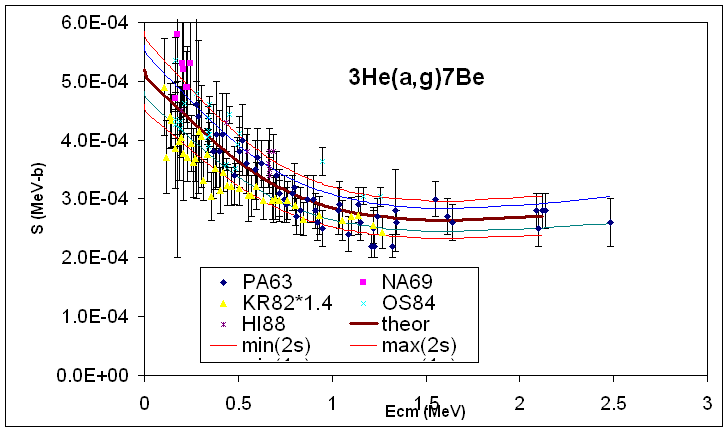 6.0E-04
3He(a,g)7Be
5.0E-04
4.0E-04
3.0E-04
2.0E-04
1.0E-04
0.0E+00
S (MeV-b)
PA63 NA69
KR82*1.4 OS84
HI88 theor
min(2s) max(2s)
0 0.5 1 1.5 2 2.5 3
Ecm (MeV)